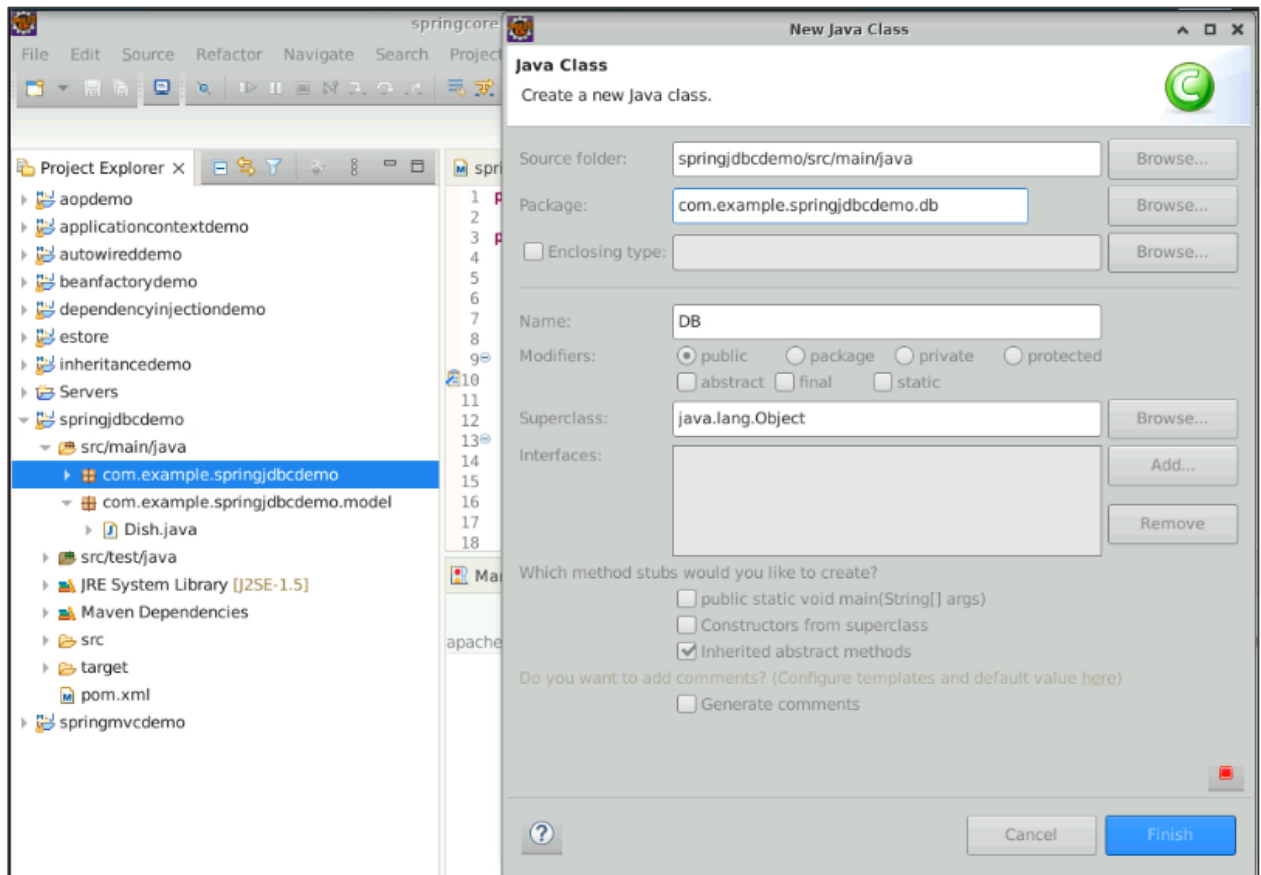 springcore
File Edit Source Refactor Navigate Search Project
Project Explorer
aopdemo
applicationcontextdemo
autowireddemo
beanfactorydemo
dependencyinjectiondemo
estore
inheritancedemo
Servers
springjdbcdemo
src/main/java
com.example.springjdbcdemo
com.example.springjdbcdemo.model
Dish.java
src/test/java
JRE System Library [J2SE-1.5]
Maven Dependencies
src
target
pom.xml
springmvcdemo
spri
1 p
2
3 p
4
5
6
7
8
9
10
11
12
13
14
15
16
17
18
Mar
apache
New Java Class
Java Class
Create a new Java class.
Source folder: springjdbcdemo/src/main/java Browse...
Package: com.example.springjdbcdemo.db Browse...
Enclosing type: Browse...
Name: DB
Modifiers: public package private protected
abstract final static
Superclass: java.lang.Object Browse...
Interfaces: Add...
Remove
Which method stubs would you like to create?
public static void main(String[] args)
Constructors from superclass
Inherited abstract methods
Do you want to add comments? (Configure templates and default value here)
Generate comments
Cancel Finish